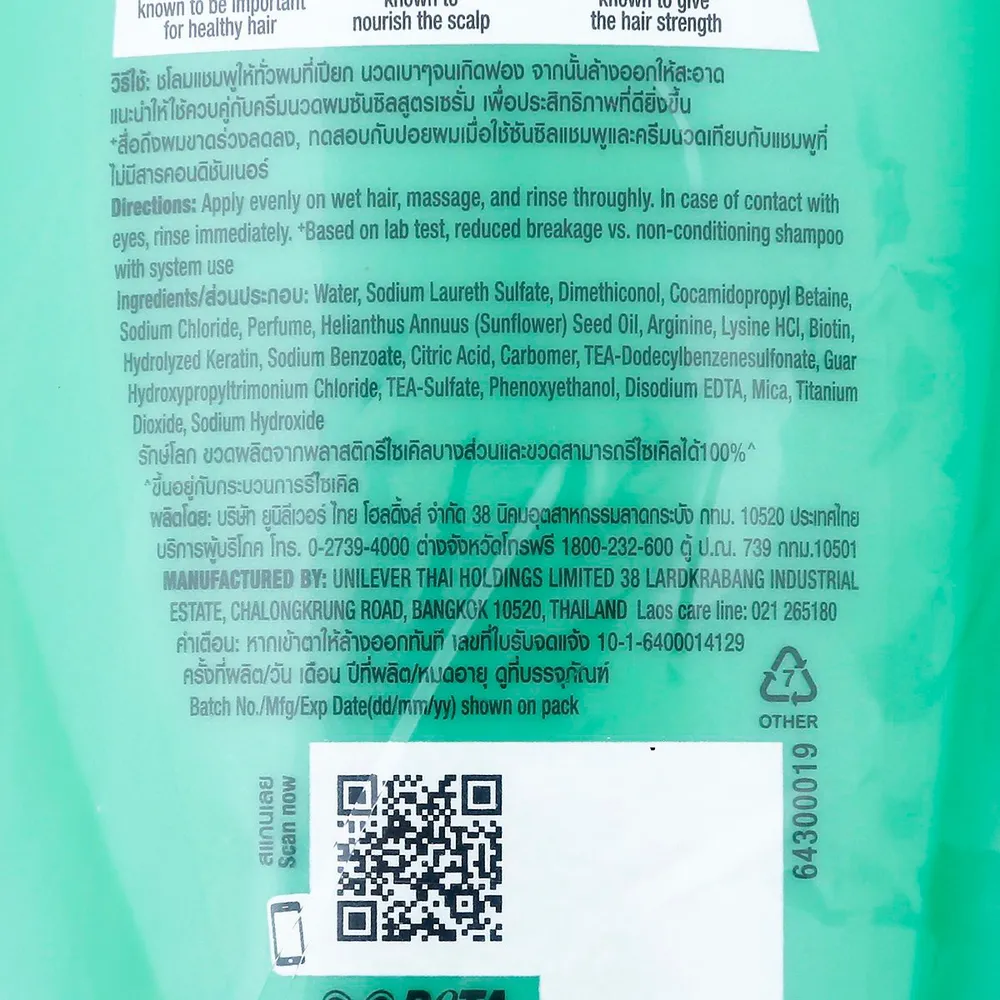 known to be important
for healthy hair
known to
nourish the scalp
known to give
the hair strength
วิธีใช้: ชโลมแชมพูให้ทั่วผมที่เปียก นวดเบาๆจนเกิดฟอง จากนั้นล้างออกให้สะอาด
แนะนำให้ใช้ควบคู่กับครีมนวดผมซันซิลสูตรเซรั่ม เพื่อประสิทธิภาพที่ดียิ่งขึ้น
⁺สื่อถึงผมขาดร่วงลดลง, ทดสอบกับปอยผมเมื่อใช้ซันซิลแชมพูและครีมนวดเทียบกับแชมพูที่
ไม่มีสารคอนดิชันเนอร์
Directions: Apply evenly on wet hair, massage, and rinse throughly. In case of contact with
eyes, rinse immediately. ⁺Based on lab test, reduced breakage vs. non-conditioning shampoo
with system use
Ingredients/ส่วนประกอบ: Water, Sodium Laureth Sulfate, Dimethiconol, Cocamidopropyl Betaine,
Sodium Chloride, Perfume, Helianthus Annuus (Sunflower) Seed Oil, Arginine, Lysine HCl, Biotin,
Hydrolyzed Keratin, Sodium Benzoate, Citric Acid, Carbomer, TEA-Dodecylbenzenesulfonate, Guar
Hydroxypropyltrimonium Chloride, TEA-Sulfate, Phenoxyethanol, Disodium EDTA, Mica, Titanium
Dioxide, Sodium Hydroxide
รักษ์โลก ขวดผลิตจากพลาสติกรีไซเคิลบางส่วนและขวดสามารถรีไซเคิลได้100%^
^ขึ้นอยู่กับกระบวนการรีไซเคิล
ผลิตโดย: บริษัท ยูนิลีเวอร์ ไทย โฮลดิ้งส์ จำกัด 38 นิคมอุตสาหกรรมลาดกระบัง กทม. 10520 ประเทศไทย
บริการผู้บริโภค โทร. 0-2739-4000 ต่างจังหวัดโทรฟรี 1800-232-600 ตู้ ป.ณ. 739 กทม.10501
MANUFACTURED BY: UNILEVER THAI HOLDINGS LIMITED 38 LARDKRABANG INDUSTRIAL
ESTATE, CHALONGKRUNG ROAD, BANGKOK 10520, THAILAND Laos care line: 021 265180
คำเตือน: หากเข้าตาให้ล้างออกทันที เลขที่ใบรับจดแจ้ง 10-1-6400014129
ครั้งที่ผลิต/วัน เดือน ปีที่ผลิต/หมดอายุ ดูที่บรรจุภัณฑ์
Batch No./Mfg/Exp Date(dd/mm/yy) shown on pack
7
OTHER
64300019
สแกนเลย
Scan now